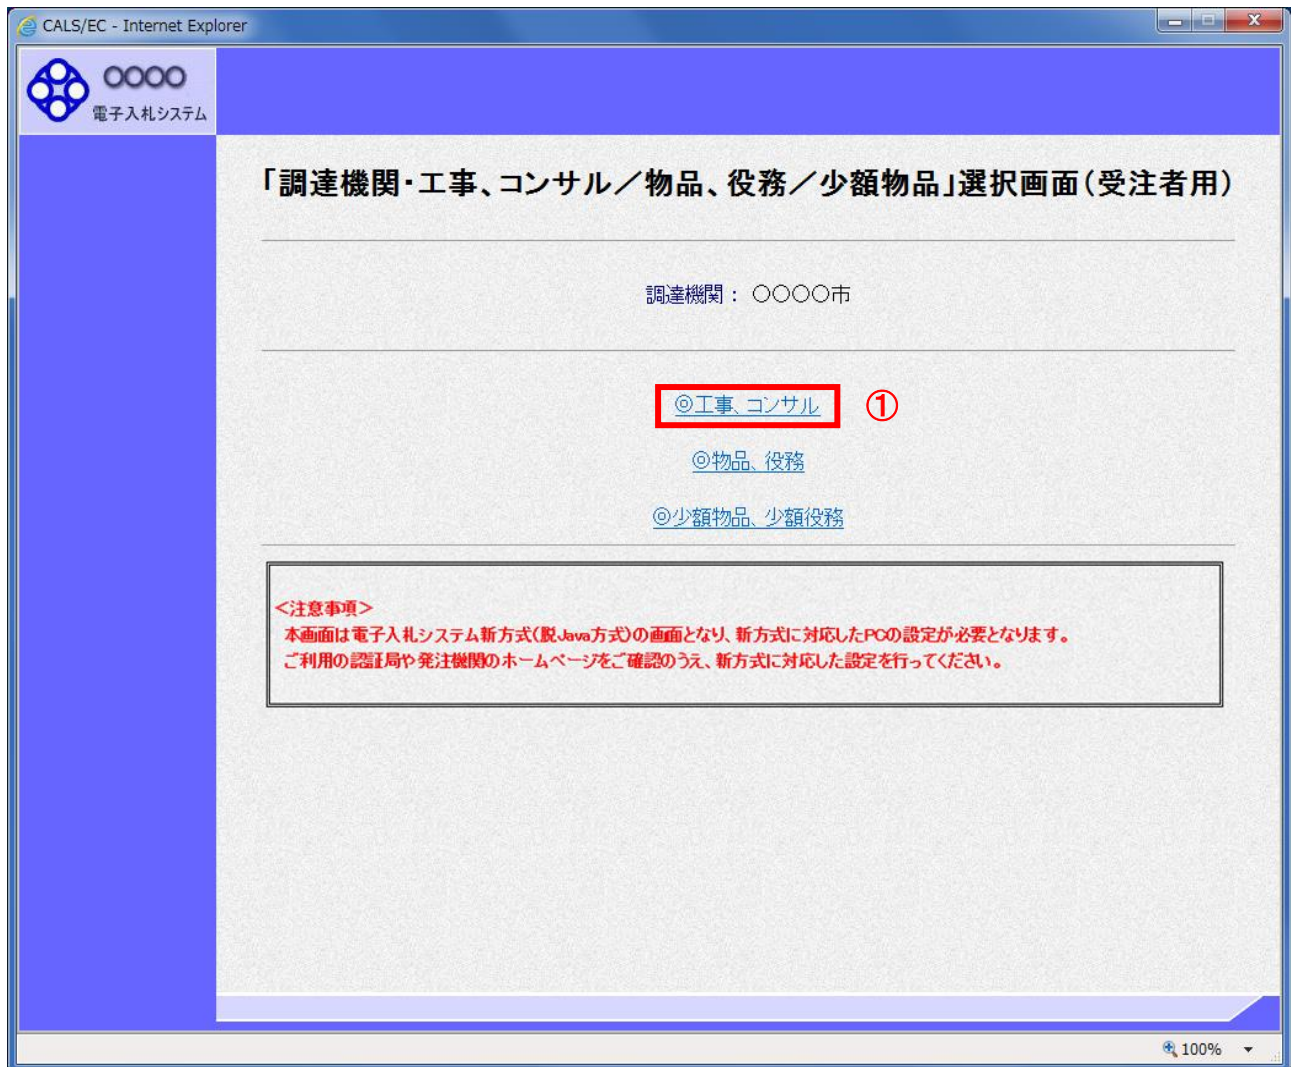 CALS/EC - Internet Explorer
○○○○
電子入札システム
「調達機関・工事、コンサル／物品、役務／少額物品」選択画面(受注者用)
調達機関： ○○○○市
◎工事、コンサル ①
◎物品、役務
◎少額物品、少額役務
＜注意事項＞
本画面は電子入札システム新方式(脱Java方式)の画面となり、新方式に対応したPCの設定が必要となります。
ご利用の認証局や発注機関のホームページをご確認のうえ、新方式に対応した設定を行ってください。
100%